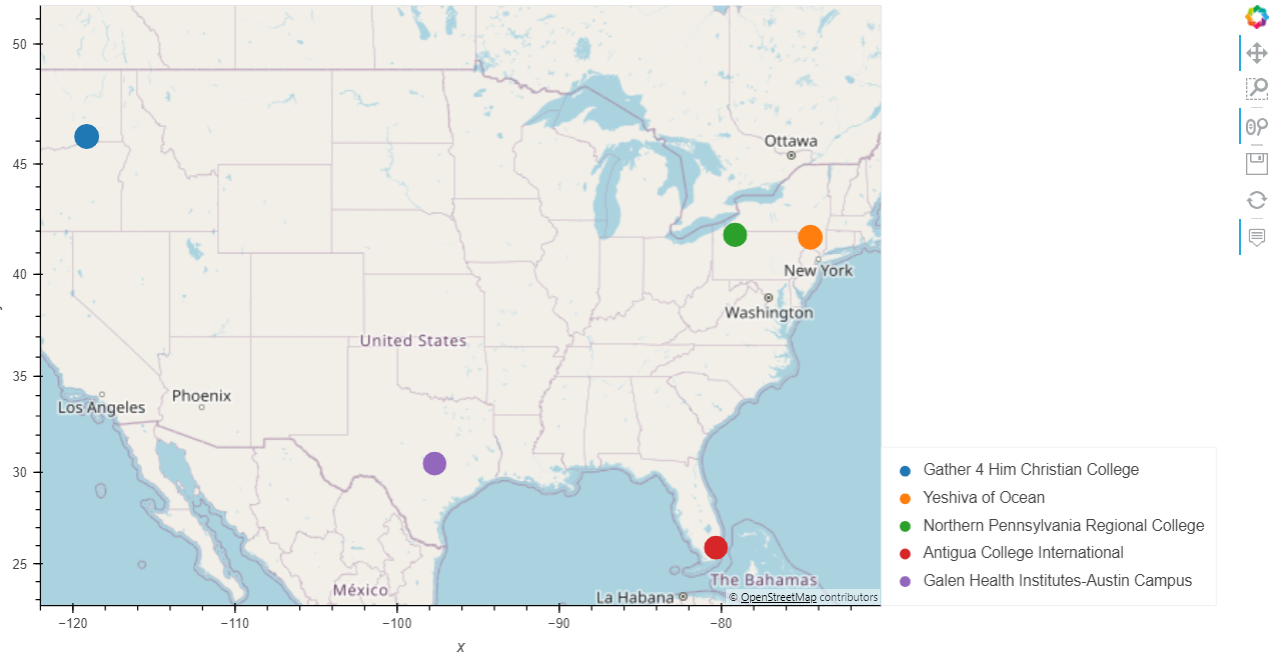 50
45
40
35
30
25
Ottawa
New York
Washington
United States
Phoenix
Los Angeles
México
The Bahamas
La Habana
© OpenStreetMap contributors
−120
−110
−100
−90
−80
x
Gather 4 Him Christian College
Yeshiva of Ocean
Northern Pennsylvania Regional College
Antigua College International
Galen Health Institutes-Austin Campus